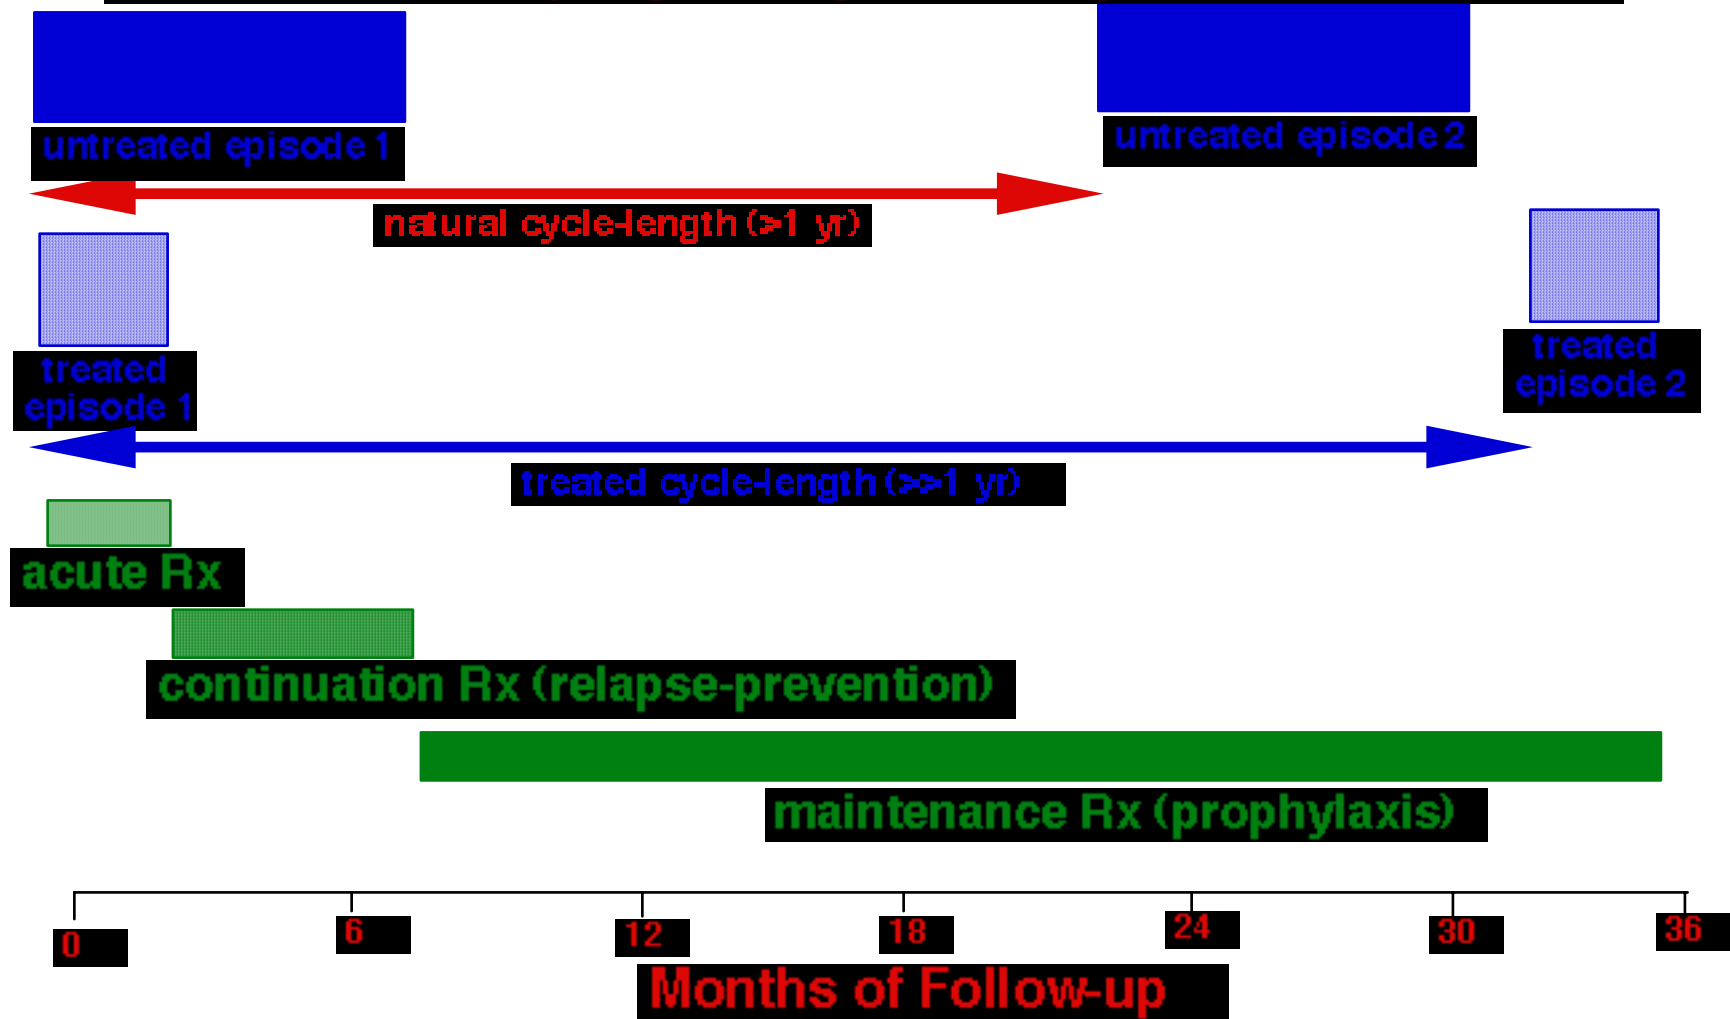 untreated episode 1
untreated episode 2
natural cycle-length (>1 yr)
treated
episode 1
treated
episode 2
treated cycle-length (>>1 yr)
acute Rx
continuation Rx (relapse-prevention)
maintenance Rx (prophylaxis)
0
6
12
18
24
30
36
Months of Follow-up